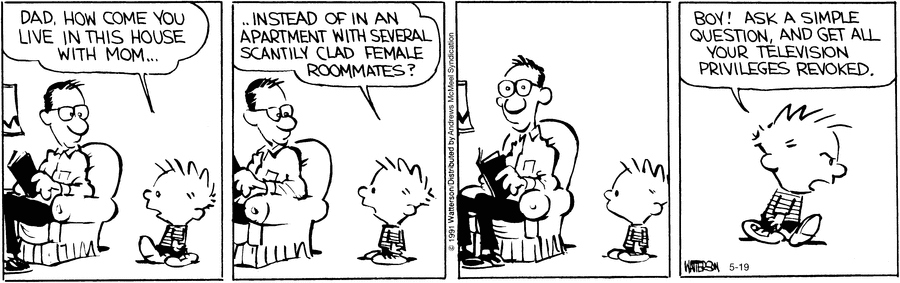 DAD, HOW COME YOU
LIVE IN THIS HOUSE
WITH MOM...
..INSTEAD OF IN AN
APARTMENT WITH SEVERAL
SCANTILY CLAD FEMALE
ROOMMATES?
© 1991 Watterson/Distributed by Andrews McMeel Syndication
BOY! ASK A SIMPLE
QUESTION, AND GET ALL
YOUR TELEVISION
PRIVILEGES REVOKED.
WATTERSON 5-19